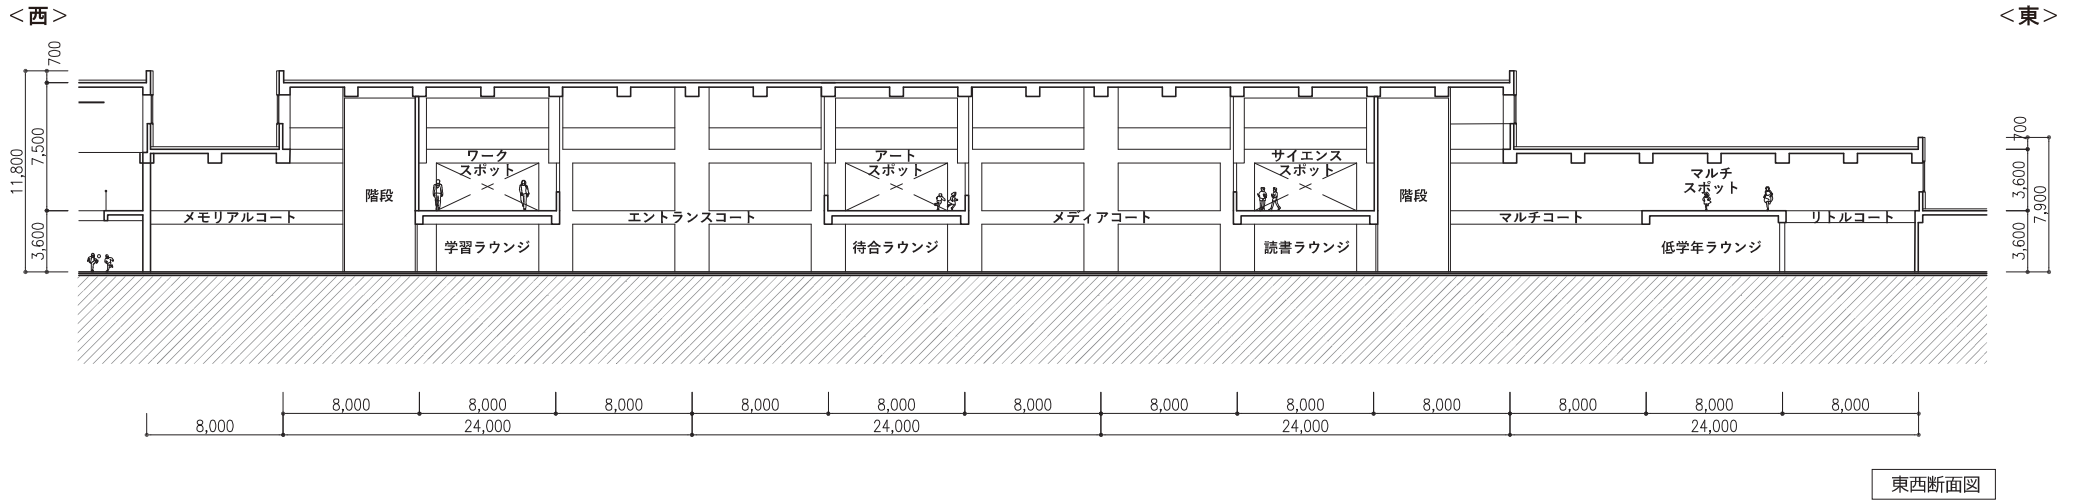 ＜西＞
＜東＞
700
7,500
11,800
3,600
700
3,600
7,900
3,600
ワーク
スポット
アート
スポット
サイエンス
スポット
マルチ
スポット
階段
階段
メモリアルコート
エントランスコート
メディアコート
マルチコート
リトルコート
学習ラウンジ
待合ラウンジ
読書ラウンジ
低学年ラウンジ
8,000 8,000 8,000 8,000 8,000 8,000 8,000 8,000 8,000 8,000 8,000 8,000
8,000 24,000 24,000 24,000 24,000
東西断面図